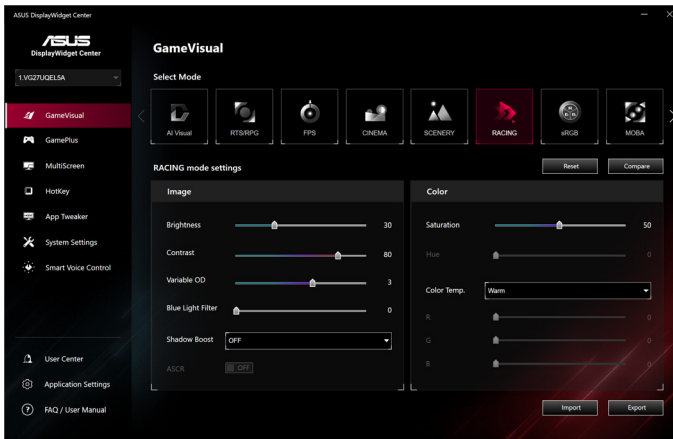 ASUS DisplayWidget Center
ASUS
DisplayWidget Center
1.VG27UQEL5A
GameVisual
GamePlus
MultiScreen
HotKey
App Tweaker
System Settings
Smart Voice Control
User Center
Application Settings
FAQ / User Manual
GameVisual
Select Mode
AI Visual
RTS/RPG
FPS
CINEMA
SCENERY
RACING
R
G B
sRGB
MOBA
RACING mode settings
Reset
Compare
Image
Brightness 30
Contrast 80
Variable OD 3
Blue Light Filter 0
Shadow Boost OFF
ASCR OFF
Color
Saturation 50
Hue 0
Color Temp. Warm
R 0
G 0
B 0
Import
Export